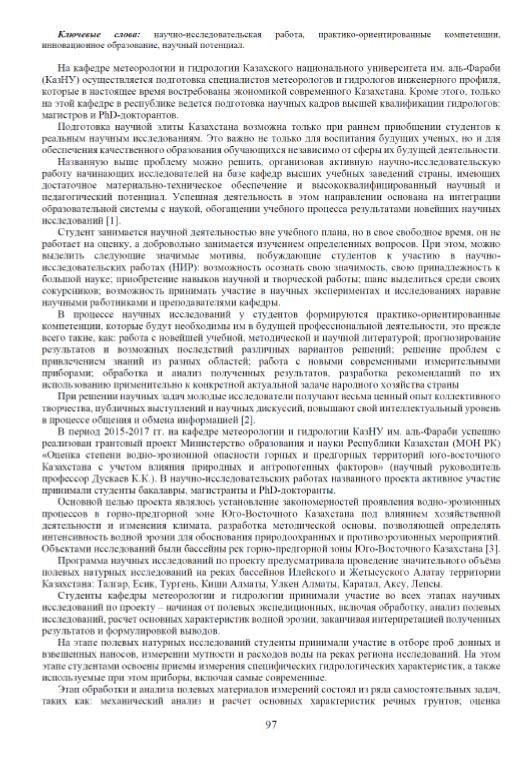 Ключевые слова: научно-исследовательская работа, практико-ориентированные компетенции,
инновационное образование, научный потенциал.
На кафедре метеорологии и гидрологии Казахского национального университета им. аль-Фараби
(КазНУ) осуществляется подготовка специалистов метеорологов и гидрологов инженерного профиля,
которые в настоящее время востребованы экономикой современного Казахстана. Кроме этого, только
на этой кафедре в республике ведется подготовка научных кадров высшей квалификации гидрологов:
магистров и PhD-докторантов.
Подготовка научной элиты Казахстана возможна только при раннем приобщении студентов к
реальным научным исследованиям. Это важно не только для воспитания будущих ученых, но и для
обеспечения качественного образования обучающихся независимо от сферы их будущей деятельности.
Названную выше проблему можно решить, организовав активную научно-исследовательскую
работу начинающих исследователей на базе кафедр высших учебных заведений страны, имеющих
достаточное материально-техническое обеспечение и высококвалифицированный научный и
педагогический потенциал. Успешная деятельность в этом направлении основана на интеграции
образовательной системы с наукой, обогащении учебного процесса результатами новейших научных
исследований [1].
Студент занимается научной деятельностью вне учебного плана, но в свое свободное время, он не
работает на оценку, а добровольно занимается изучением определенных вопросов. При этом, можно
выделить следующие значимые мотивы, побуждающие студентов к участию в научно-
исследовательских работах (НИР): возможность осознать свою значимость, свою принадлежность к
большой науке; приобретение навыков научной и творческой работы; шанс выделиться среди своих
сокурсников; возможность принимать участие в научных экспериментах и исследованиях наравне
научными работниками и преподавателями кафедры.
В процессе научных исследований у студентов формируются практико-ориентированные
компетенции, которые будут необходимы им в будущей профессиональной деятельности, это прежде
всего такие, как: работа с новейшей учебной, методической и научной литературой; прогнозирование
результатов и возможных последствий различных вариантов решений; решение проблем с
привлечением знаний из разных областей; работа с новыми современными измерительными
приборами; обработка и анализ полученных результатов, разработка рекомендаций по их
использованию применительно к конкретной актуальной задаче народного хозяйства страны
При решении научных задач молодые исследователи получают весьма ценный опыт коллективного
творчества, публичных выступлений и научных дискуссий, повышают свой интеллектуальный уровень
в процессе общения и обмена информацией [2].
В период 2015-2017 гг. на кафедре метеорологии и гидрологии КазНУ им. аль-Фараби успешно
реализован грантовый проект Министерство образования и науки Республики Казахстан (МОН РК)
«Оценка степени водно-эрозионной опасности горных и предгорных территорий юго-восточного
Казахстана с учетом влияния природных и антропогенных факторов» (научный руководитель
профессор Дускаев К.К.). В научно-исследовательских работах названного проекта активное участие
принимали студенты бакалавры, магистранты и PhD-докторанты.
Основной целью проекта являлось установление закономерностей проявления водно-эрозионных
процессов в горно-предгорной зоне Юго-Восточного Казахстана под влиянием хозяйственной
деятельности и изменения климата, разработка методической основы, позволяющей определять
интенсивность водной эрозии для обоснования природоохранных и противоэрозионных мероприятий.
Объектами исследований были бассейны рек горно-предгорной зоны Юго-Восточного Казахстана [3].
Программа научных исследований по проекту предусматривала проведение значительного объёма
полевых натурных исследований на реках бассейнов Илейского и Жетысуского Алатау территории
Казахстана: Талгар, Есик, Турген, Киши Алматы, Улкен Алматы, Каратал, Аксу, Лепсы.
Студенты кафедры метеорологии и гидрологии принимали участие во всех этапах научных
исследований по проекту – начиная от полевых экспедиционных, включая обработку, анализ полевых
исследований, расчет основных характеристик водной эрозии, заканчивая интерпретацией полученных
результатов и формулировкой выводов.
На этапе полевых натурных исследований студенты принимали участие в отборе проб донных и
взвешенных наносов, измерении мутности и расходов воды на реках региона исследований. На этом
этапе студентами освоены приемы измерения специфических гидрологических характеристик, а также
используемые при этом приборы, включая самые современные.
Этап обработки и анализа полевых материалов измерений состоял из ряда самостоятельных задач,
таких как: механический анализ и расчет основных характеристик речных грунтов; оценка
97